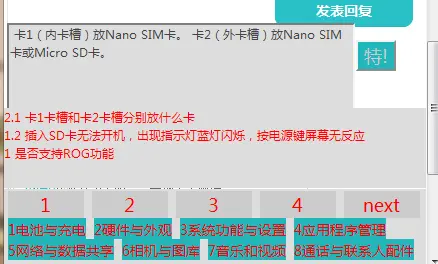 发表回复
卡1（内卡槽）放Nano SIM卡。 卡2（外卡槽）放Nano SIM
卡或Micro SD卡。
特!
2.1 卡1卡槽和卡2卡槽分别放什么卡
1.2 插入SD卡无法开机，出现指示灯蓝灯闪烁，按电源键屏幕无反应
1 是否支持ROG功能
1 2 3 4 next
1电池与充电 2硬件与外观 3系统功能与设置 4应用程序管理
5网络与数据共享 6相机与图库 7音乐和视频 8通话与联系人配件